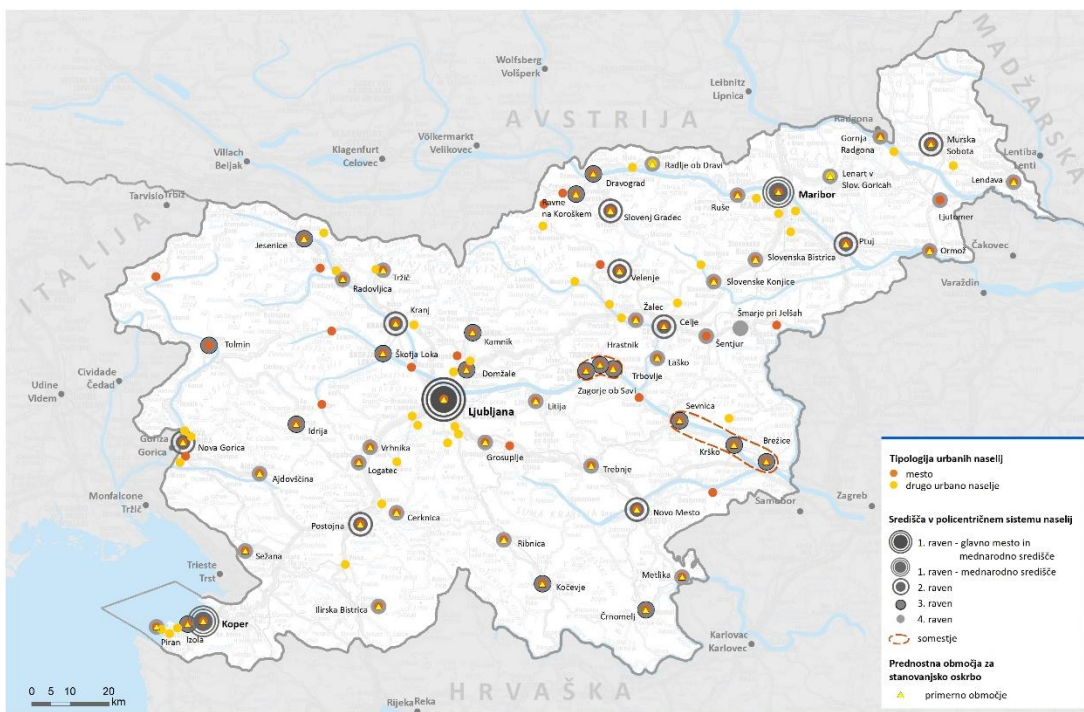 Wolfsberg
Volšperk
Leibnitz
Lipnica
MADŽARSKA
AVSTRIJA
Radgona
Gornja
Radgona
Murska
Sobota
Lentiba
Lenti
Völkermarkt
Velikovec
Klagenfurt
Celovec
Villach
Beljak
Radlje ob Dravi
Dravograd
Lenart v
Slov. Goricah
Lendava
Tarvisio
Trbiž
Ravne
na Koroškem
Maribor
Ruše
Ljutomer
Slovenj Gradec
ITALIJA
Jesenice
Ptuj
Ormož
Čakovec
Slovenska Bistrica
Tržič
Velenje
Radovljica
Slovenske Konjice
Varaždin
Kranj
Žalec
Celje
Šmarje pri Jelšah
Kamnik
Hrastnik
Šentjur
Tolmin
Škofja Loka
Laško
Domžale
Trbovlje
Cividade
Čedad
Udine
Videm
Zagorje ob Savi
Ljubljana
Litija
Sevnica
Idrija
Brežice
Goriza
Gorica
Nova Gorica
Vrhnika
Grosuplje
Krško
Logatec
Trebnje
Ajdovščina
Monfalcone
Tržič
Samobor
Zagreb
Novo Mesto
Postojna
Cerknica
Ribnica
Sežana
Trieste
Trst
Metlika
Kočevje
Ilirska Bistrica
Črnomelj
Koper
Izola
Piran
Karlovac
Karlovec
HRVAŠKA
Rijeka
Reka
0 5 10 20
km
Tipologija urbanih naselij
mesto
drugo urbano naselje
Središča v policentričnem sistemu naselij
1. raven - glavno mesto in
mednarodno središče
1. raven - mednarodno središče
2. raven
3. raven
4. raven
somestje
Prednostna območja za
stanovanjsko oskrbo
primerno območje